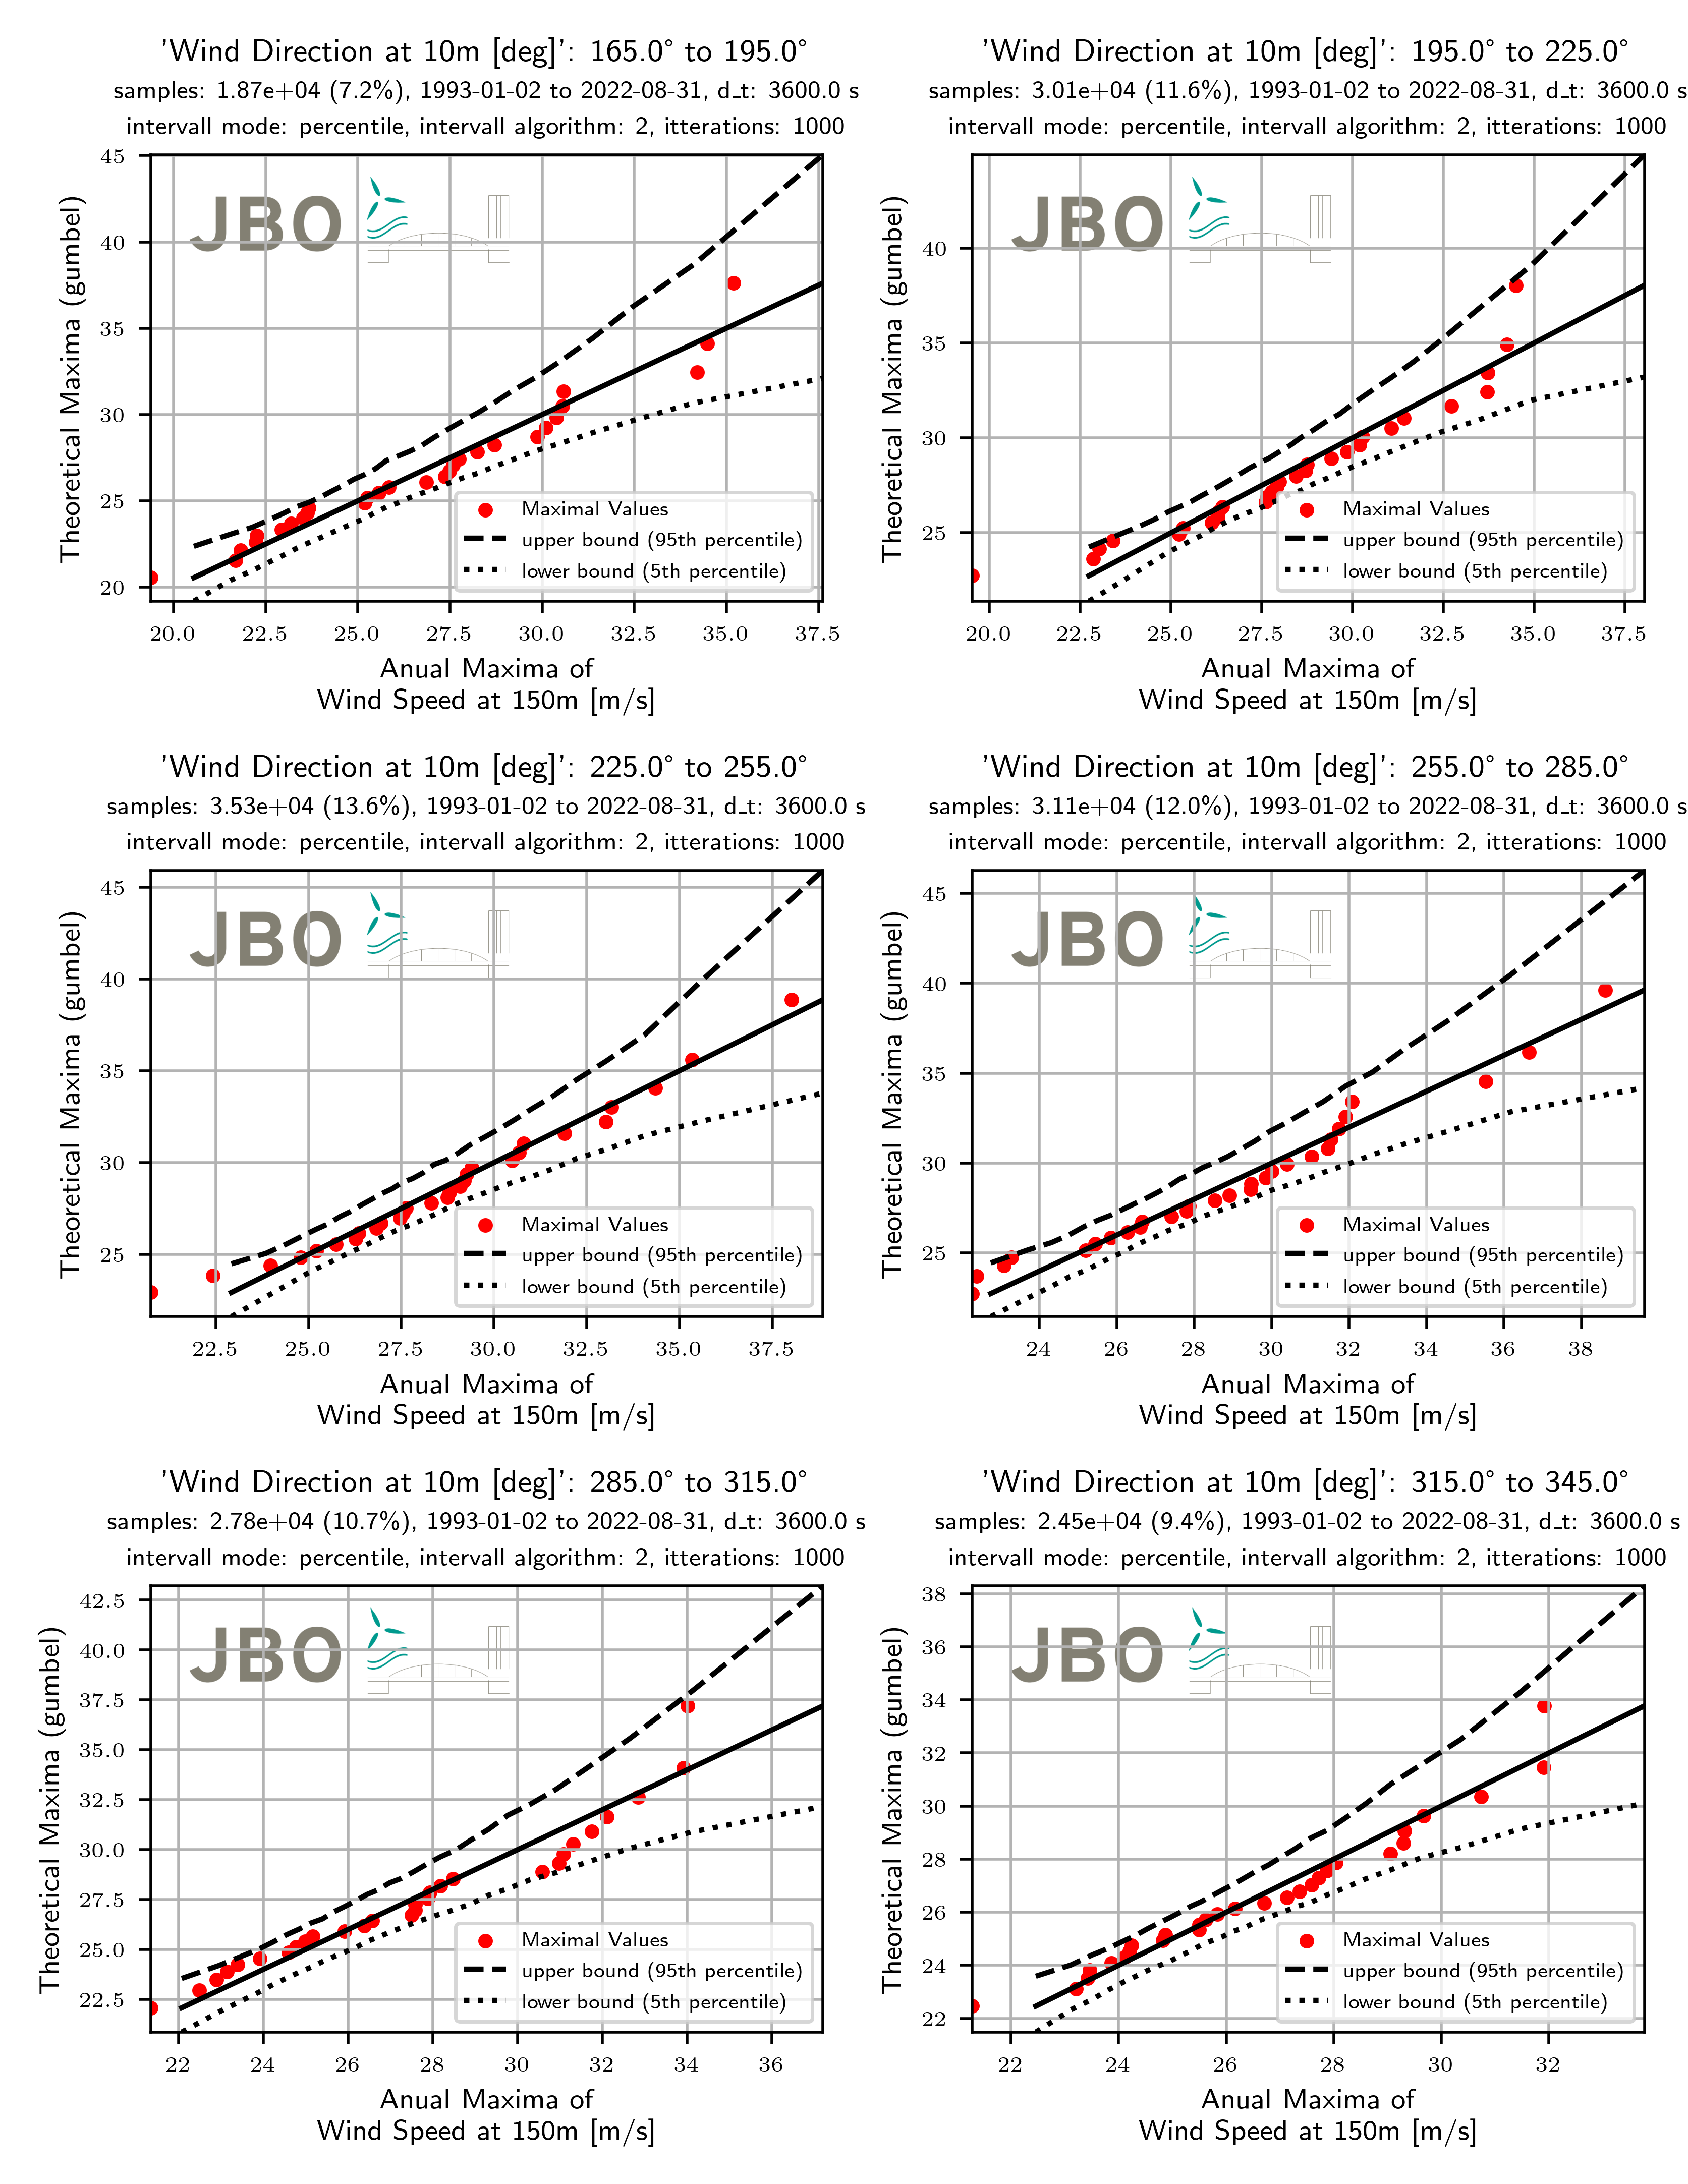 'Wind Direction at 10m [deg]': 165.0° to 195.0°
samples: 1.87e+04 (7.2%), 1993-01-02 to 2022-08-31, d_t: 3600.0 s
intervall mode: percentile, intervall algorithm: 2, itterations: 1000
JBO
45
40
35
30
25
20
Theoretical Maxima (gumbel)
Maximal Values
upper bound (95th percentile)
lower bound (5th percentile)
20.0 22.5 25.0 27.5 30.0 32.5 35.0 37.5
Anual Maxima of
Wind Speed at 150m [m/s]
'Wind Direction at 10m [deg]': 195.0° to 225.0°
samples: 3.01e+04 (11.6%), 1993-01-02 to 2022-08-31, d_t: 3600.0 s
intervall mode: percentile, intervall algorithm: 2, itterations: 1000
JBO
40
35
30
25
Theoretical Maxima (gumbel)
Maximal Values
upper bound (95th percentile)
lower bound (5th percentile)
20.0 22.5 25.0 27.5 30.0 32.5 35.0 37.5
Anual Maxima of
Wind Speed at 150m [m/s]
'Wind Direction at 10m [deg]': 225.0° to 255.0°
samples: 3.53e+04 (13.6%), 1993-01-02 to 2022-08-31, d_t: 3600.0 s
intervall mode: percentile, intervall algorithm: 2, itterations: 1000
JBO
45
40
35
30
25
Theoretical Maxima (gumbel)
Maximal Values
upper bound (95th percentile)
lower bound (5th percentile)
22.5 25.0 27.5 30.0 32.5 35.0 37.5
Anual Maxima of
Wind Speed at 150m [m/s]
'Wind Direction at 10m [deg]': 255.0° to 285.0°
samples: 3.11e+04 (12.0%), 1993-01-02 to 2022-08-31, d_t: 3600.0 s
intervall mode: percentile, intervall algorithm: 2, itterations: 1000
JBO
45
40
35
30
25
Theoretical Maxima (gumbel)
Maximal Values
upper bound (95th percentile)
lower bound (5th percentile)
24 26 28 30 32 34 36 38
Anual Maxima of
Wind Speed at 150m [m/s]
'Wind Direction at 10m [deg]': 285.0° to 315.0°
samples: 2.78e+04 (10.7%), 1993-01-02 to 2022-08-31, d_t: 3600.0 s
intervall mode: percentile, intervall algorithm: 2, itterations: 1000
JBO
42.5
40.0
37.5
35.0
32.5
30.0
27.5
25.0
22.5
Theoretical Maxima (gumbel)
Maximal Values
upper bound (95th percentile)
lower bound (5th percentile)
22 24 26 28 30 32 34 36
Anual Maxima of
Wind Speed at 150m [m/s]
'Wind Direction at 10m [deg]': 315.0° to 345.0°
samples: 2.45e+04 (9.4%), 1993-01-02 to 2022-08-31, d_t: 3600.0 s
intervall mode: percentile, intervall algorithm: 2, itterations: 1000
JBO
38
36
34
32
30
28
26
24
22
Theoretical Maxima (gumbel)
Maximal Values
upper bound (95th percentile)
lower bound (5th percentile)
22 24 26 28 30 32
Anual Maxima of
Wind Speed at 150m [m/s]